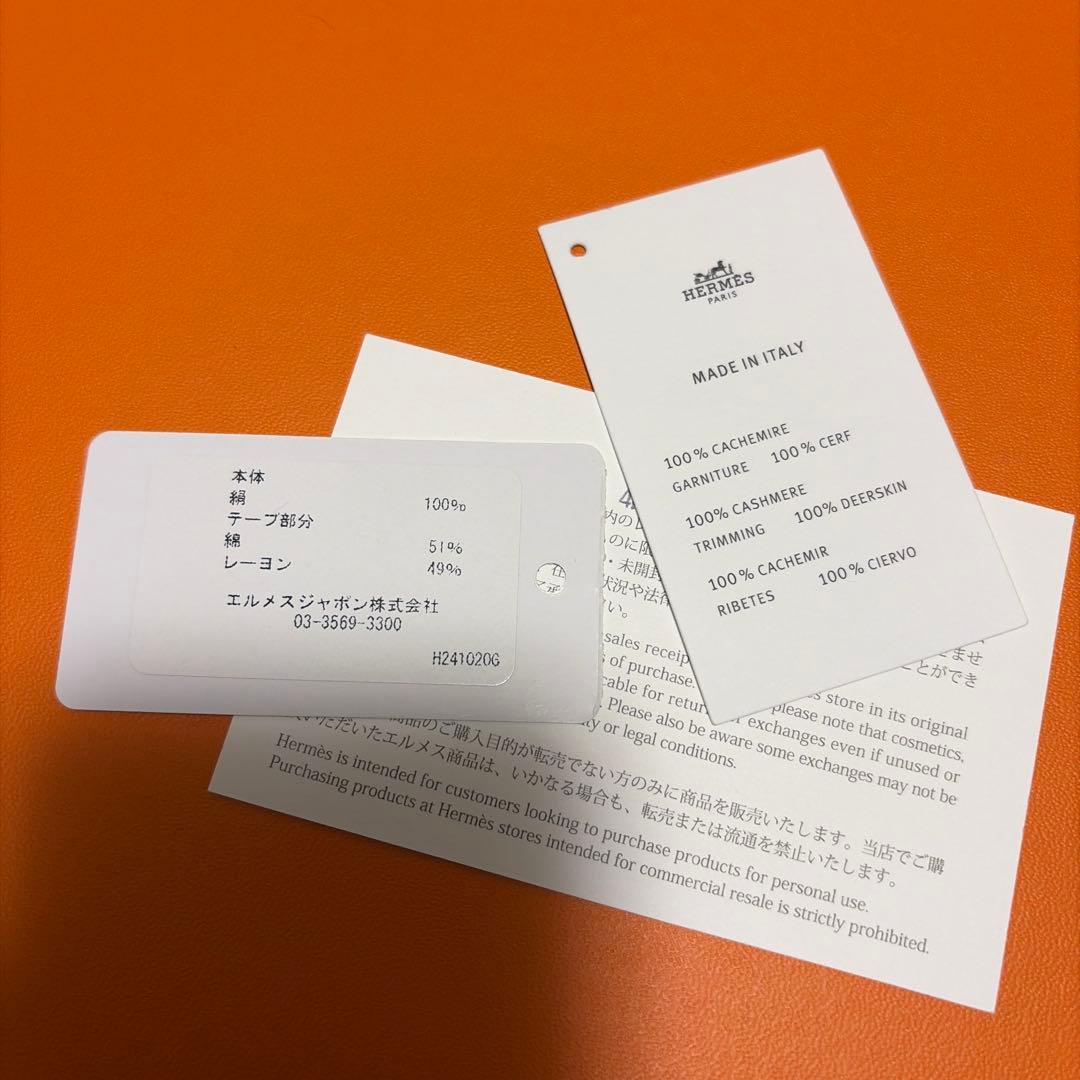 HERMÈS
PARIS
MADE IN ITALY
100% CACHEMIRE
GARNITURE 100% CERF
100% CASHMERE
TRIMMING 100% DEERSKIN
100% CACHEMIR
RIBETES 100% CIERVO
本体
絹 100%
テープ部分
綿 51%
レーヨン 49%
エルメスジャポン株式会社
03-3569-3300
H241020G
sales receip
s store in its original
s of purchase.
please note that cosmetics,
cable for retur
r exchanges even if unused or
Please also be aware some exchanges may not be
y or legal conditions.
商品のご購入目的が転売でない方のみに商品を販売いたします。当店でご購
いただいたエルメス商品は、いかなる場合も、転売または流通を禁止いたします。
Hermès is intended for customers looking to purchase products for personal use.
Purchasing products at Hermès stores intended for commercial resale is strictly prohibited.